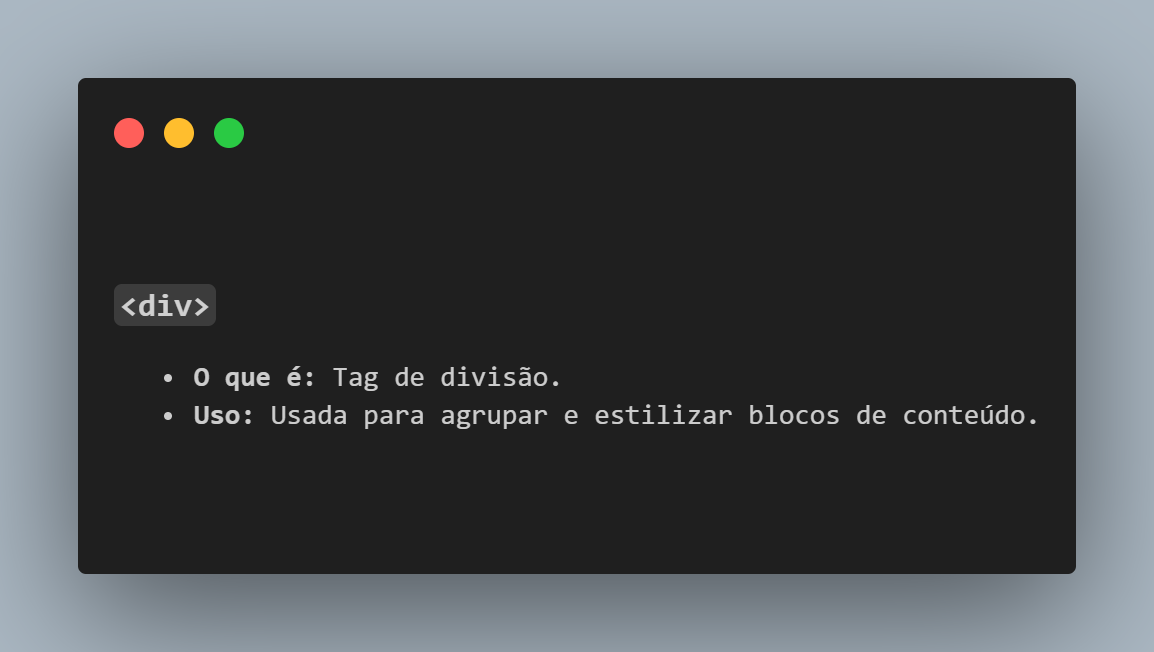 <div>
• O que é: Tag de divisão.
• Uso: Usada para agrupar e estilizar blocos de conteúdo.